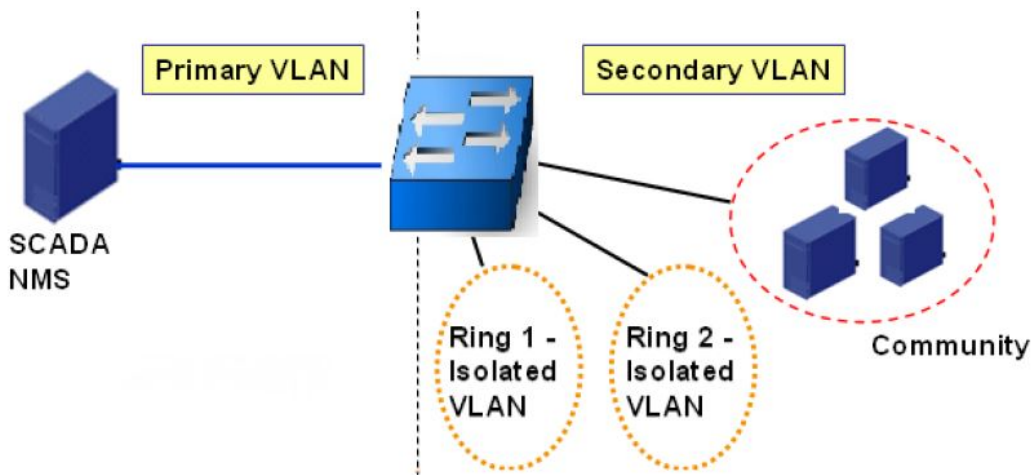 Primary VLAN
Secondary VLAN
SCADA
NMS
Ring 1 -
Isolated
VLAN
Ring 2 -
Isolated
VLAN
Community